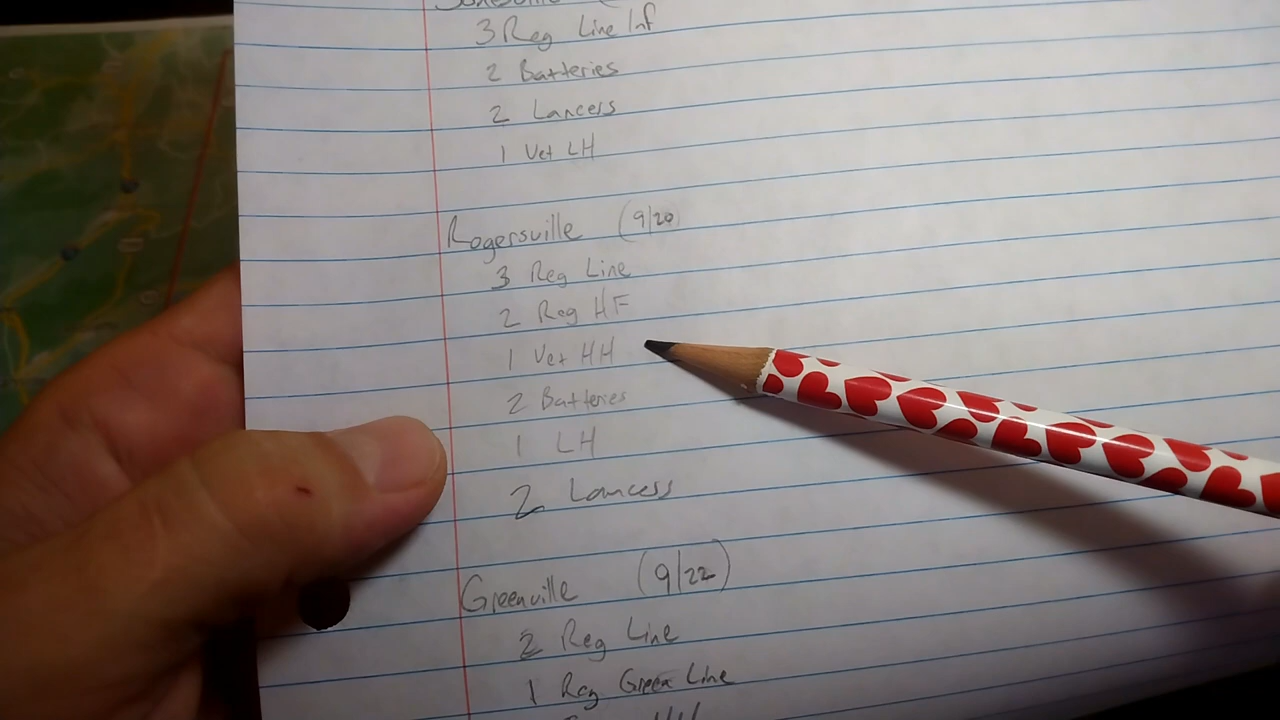 3 Reg Line Inf
2 Batteries
2 Lancers
1 Vet LH
Rogersville (9/20)
3 Reg Line
2 Reg HF
1 Vet HH
2 Batteries
1 LH
2 Lancess
Greenville (9/22)
2 Reg Line
1 Reg Green Line